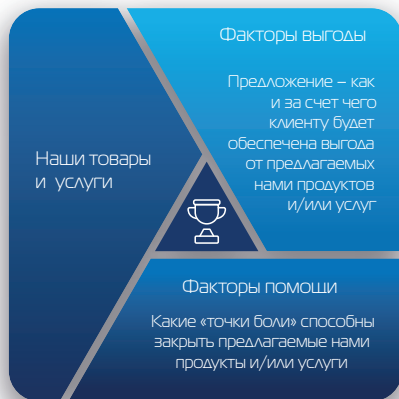 Наши товары
и услуги
Факторы выгоды
Предложение – как
и за счет чего
клиенту будет
обеспечена выгода
от предлагаемых
нами продуктов
и/или услуг
Факторы помощи
Какие «точки боли» способны
закрыть предлагаемые нами
продукты и/или услуги